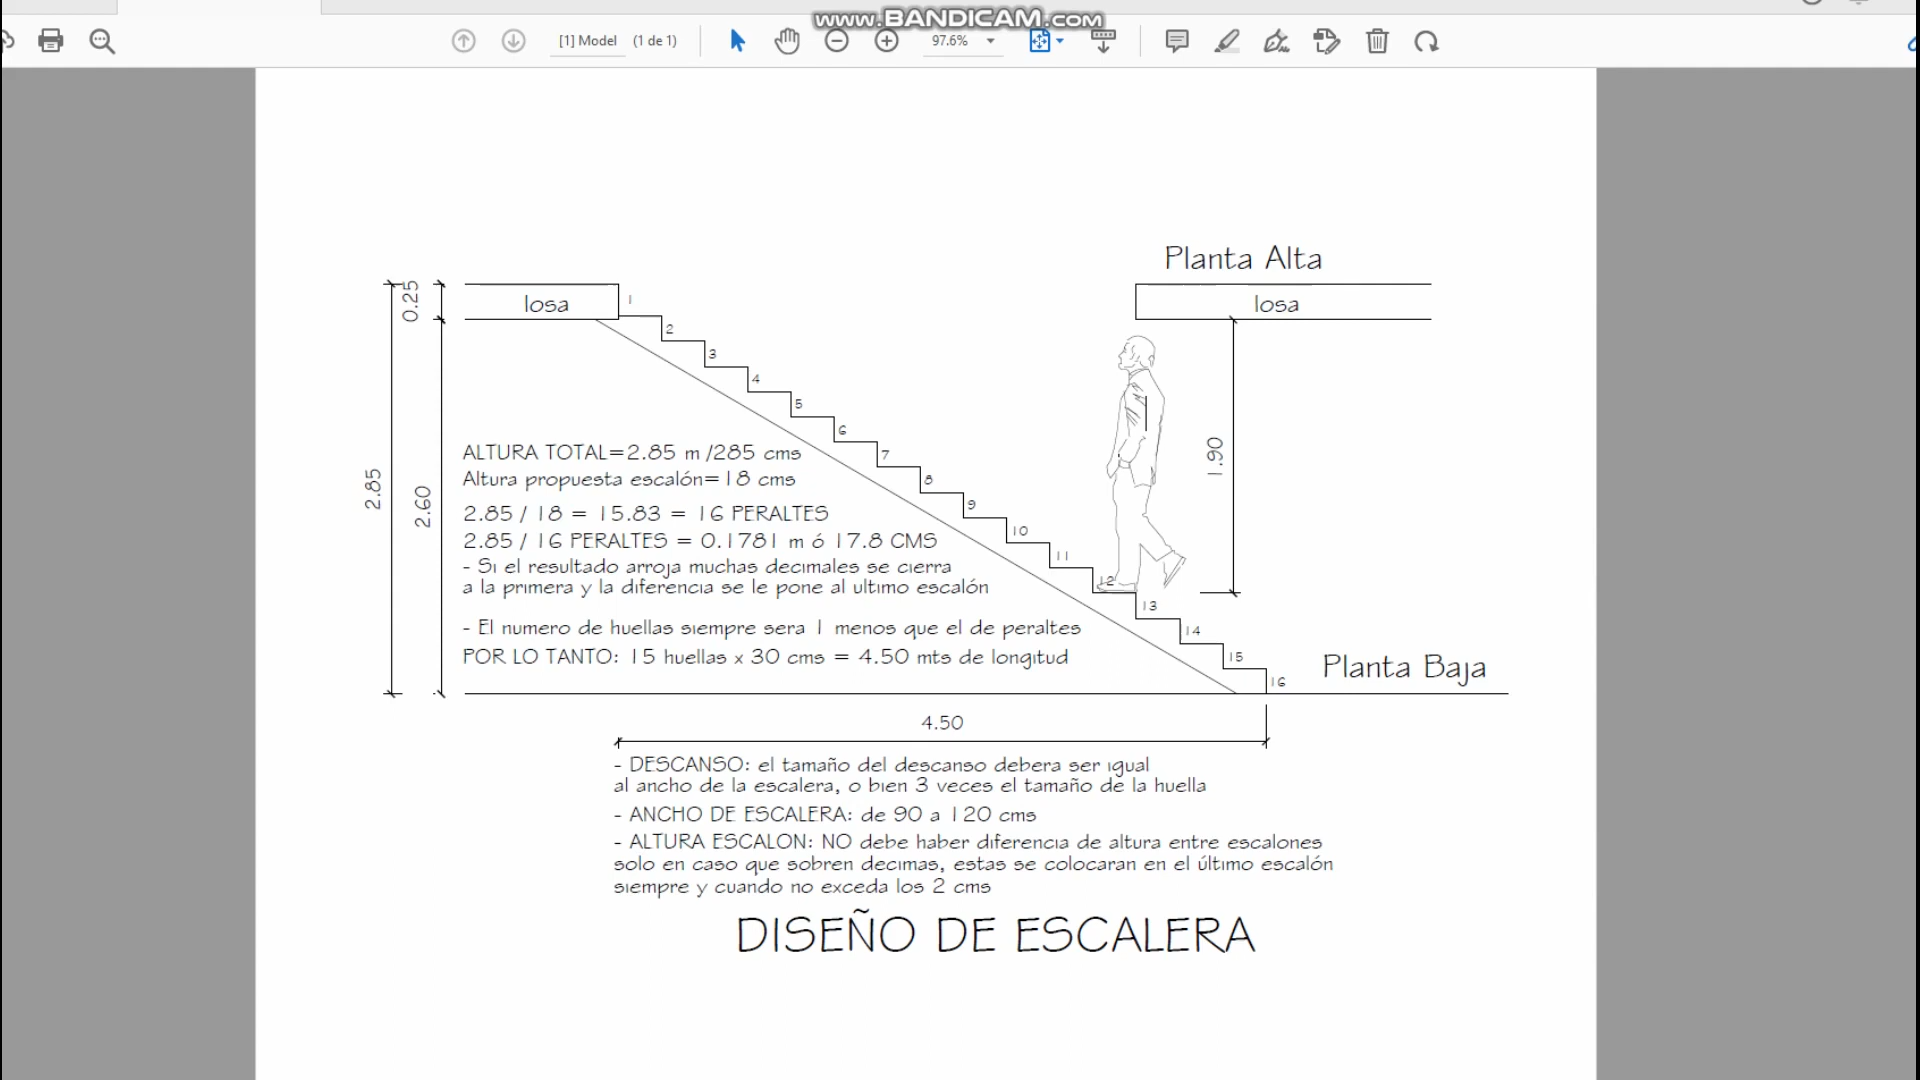 www.BANDICAM.com
[1] Model (1 de 1)
97.6%
Planta Alta
0.25
losa
1
losa
2
3
4
5
6
7
8
9
10
11
12
13
14
15
16
2.85
2.60
1.90
ALTURA TOTAL=2.85 m /285 cms
Altura propuesta escalón=18 cms
2.85 / 18 = 15.83 = 16 PERALTES
2.85 / 16 PERALTES = 0.1781 m ó 17.8 CMS
- Si el resultado arroja muchas decimales se cierra
a la primera y la diferencia se le pone al ultimo escalón
- El numero de huellas siempre sera 1 menos que el de peraltes
POR LO TANTO: 15 huellas x 30 cms = 4.50 mts de longitud
Planta Baja
4.50
- DESCANSO: el tamaño del descanso debera ser igual
al ancho de la escalera, o bien 3 veces el tamaño de la huella
- ANCHO DE ESCALERA: de 90 a 120 cms
- ALTURA ESCALON: NO debe haber diferencia de altura entre escalones
solo en caso que sobren decimas, estas se colocaran en el último escalón
siempre y cuando no exceda los 2 cms
DISEÑO DE ESCALERA